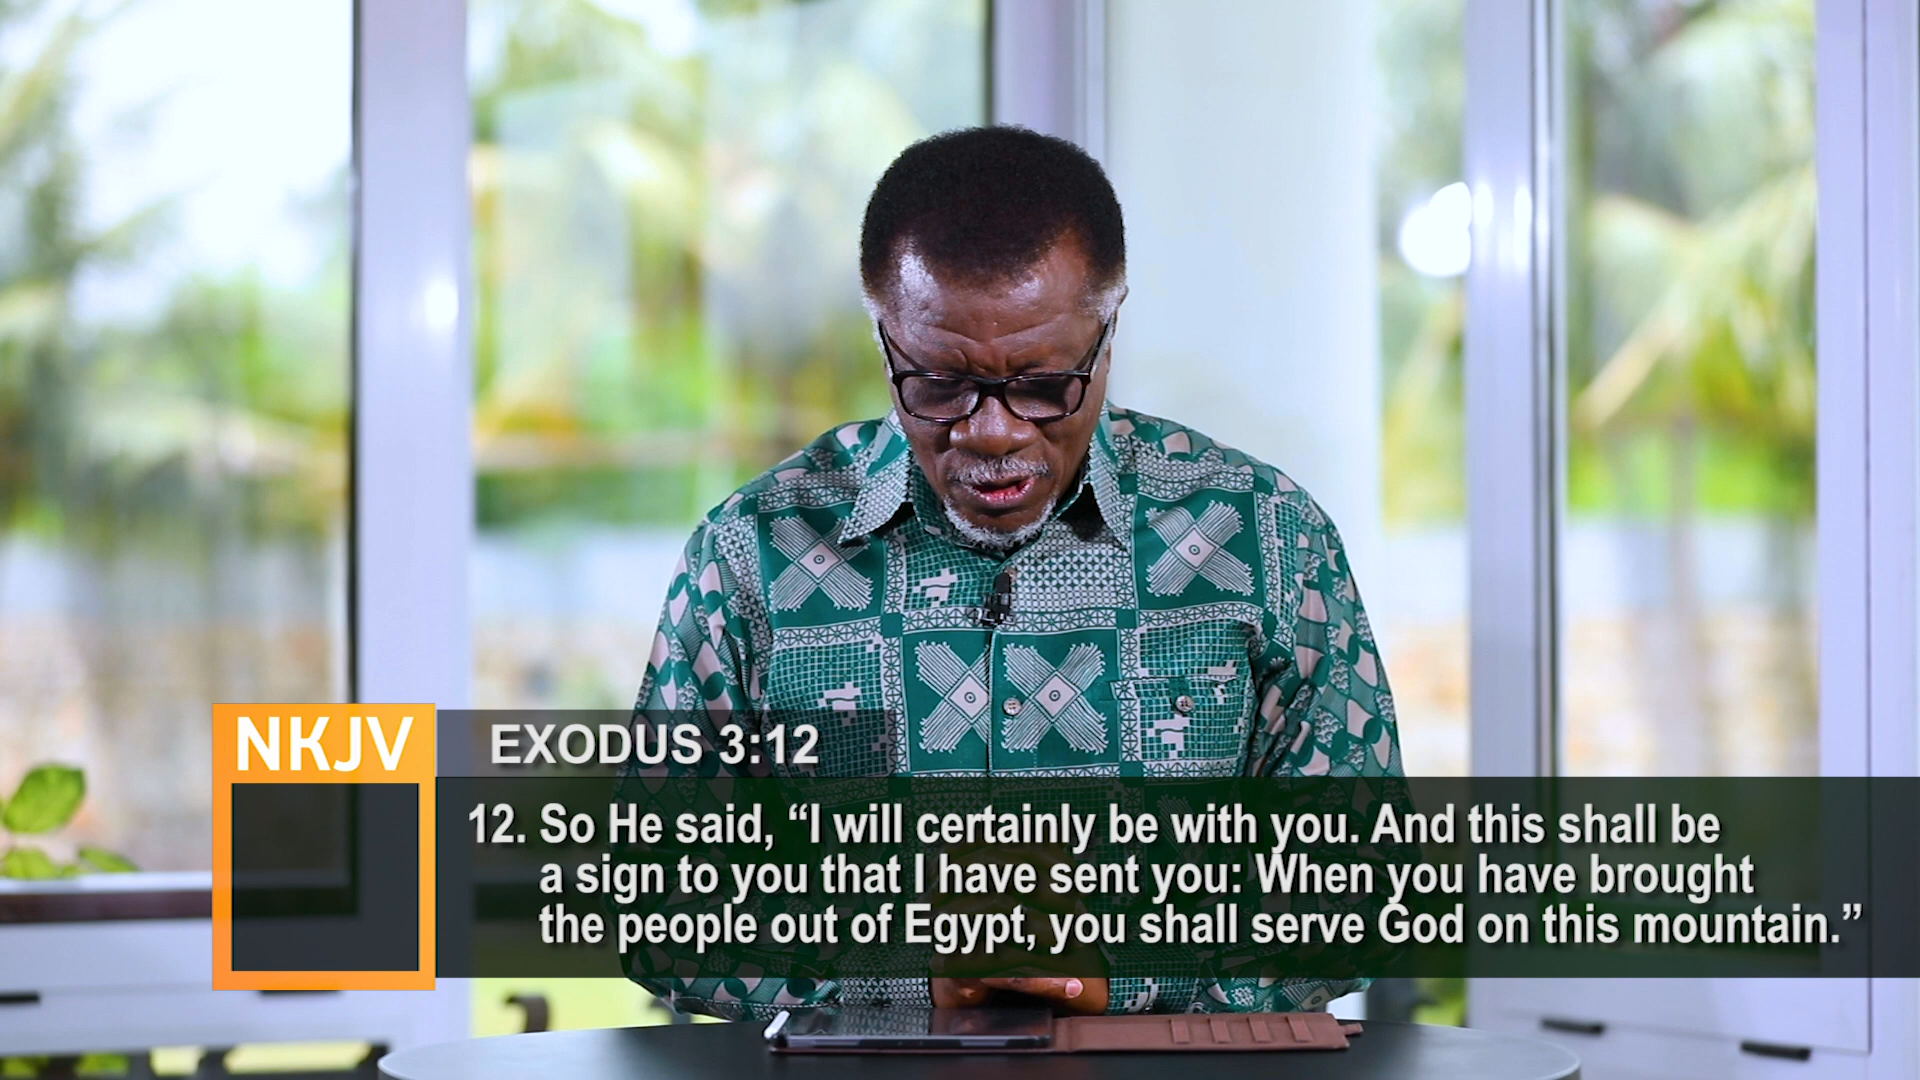 NKJV
EXODUS 3:12
12. So He said, “I will certainly be with you. And this shall be
a sign to you that I have sent you: When you have brought
the people out of Egypt, you shall serve God on this mountain.”